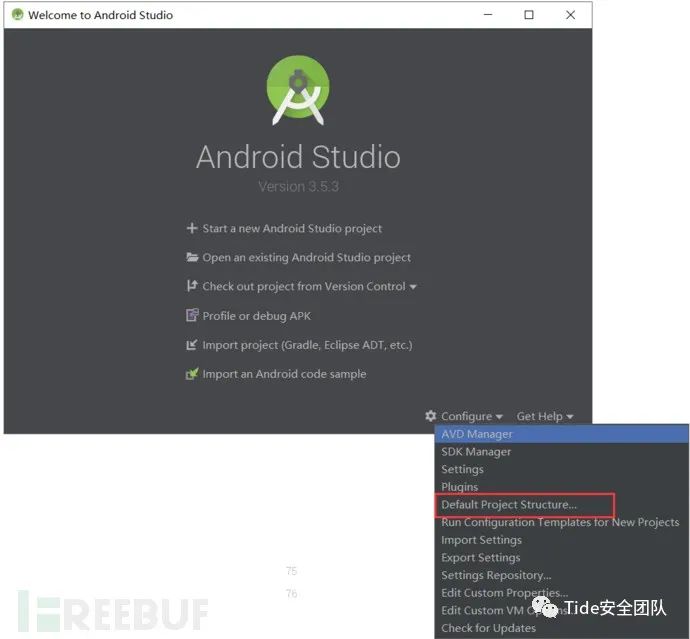 Welcome to Android Studio
Android Studio
Version 3.5.3
Start a new Android Studio project
Open an existing Android Studio project
Check out project from Version Control
Profile or debug APK
Import project (Gradle, Eclipse ADT, etc.)
Import an Android code sample
Configure Get Help
AVD Manager
SDK Manager
Settings
Plugins
Default Project Structure...
Run Configuration Templates for New Projects
Import Settings
Export Settings
Settings Repository...
Edit Custom Properties...
Edit Custom VM
Check for Updates
75
76
FREEBUF
Tide安全团队